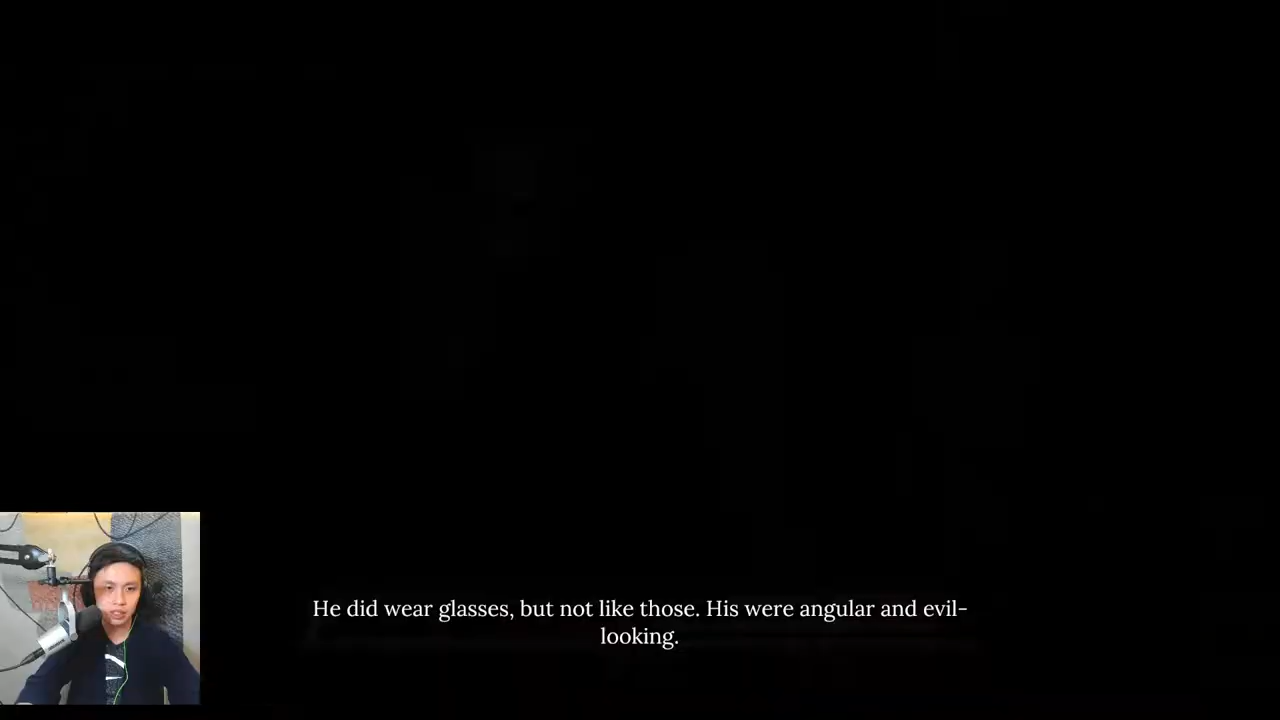 He did wear glasses, but not like those. His were angular and evil-
looking.